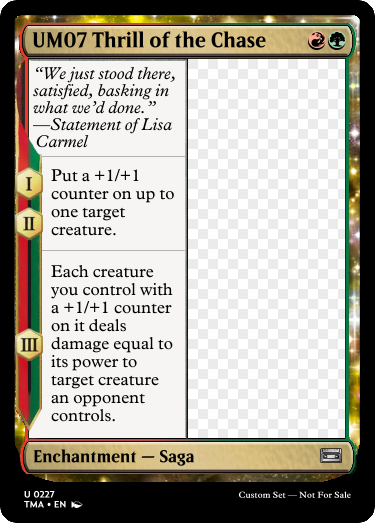 UM07 Thrill of the Chase
“We just stood there,
satisfied, basking in
what we’d done.”
—Statement of Lisa
Carmel
I
II
Put a +1/+1
counter on up to
one target
creature.
III
Each creature
you control with
a +1/+1 counter
on it deals
damage equal to
its power to
target creature
an opponent
controls.
Enchantment — Saga
U 0227
TMA • EN
Custom Set — Not For Sale